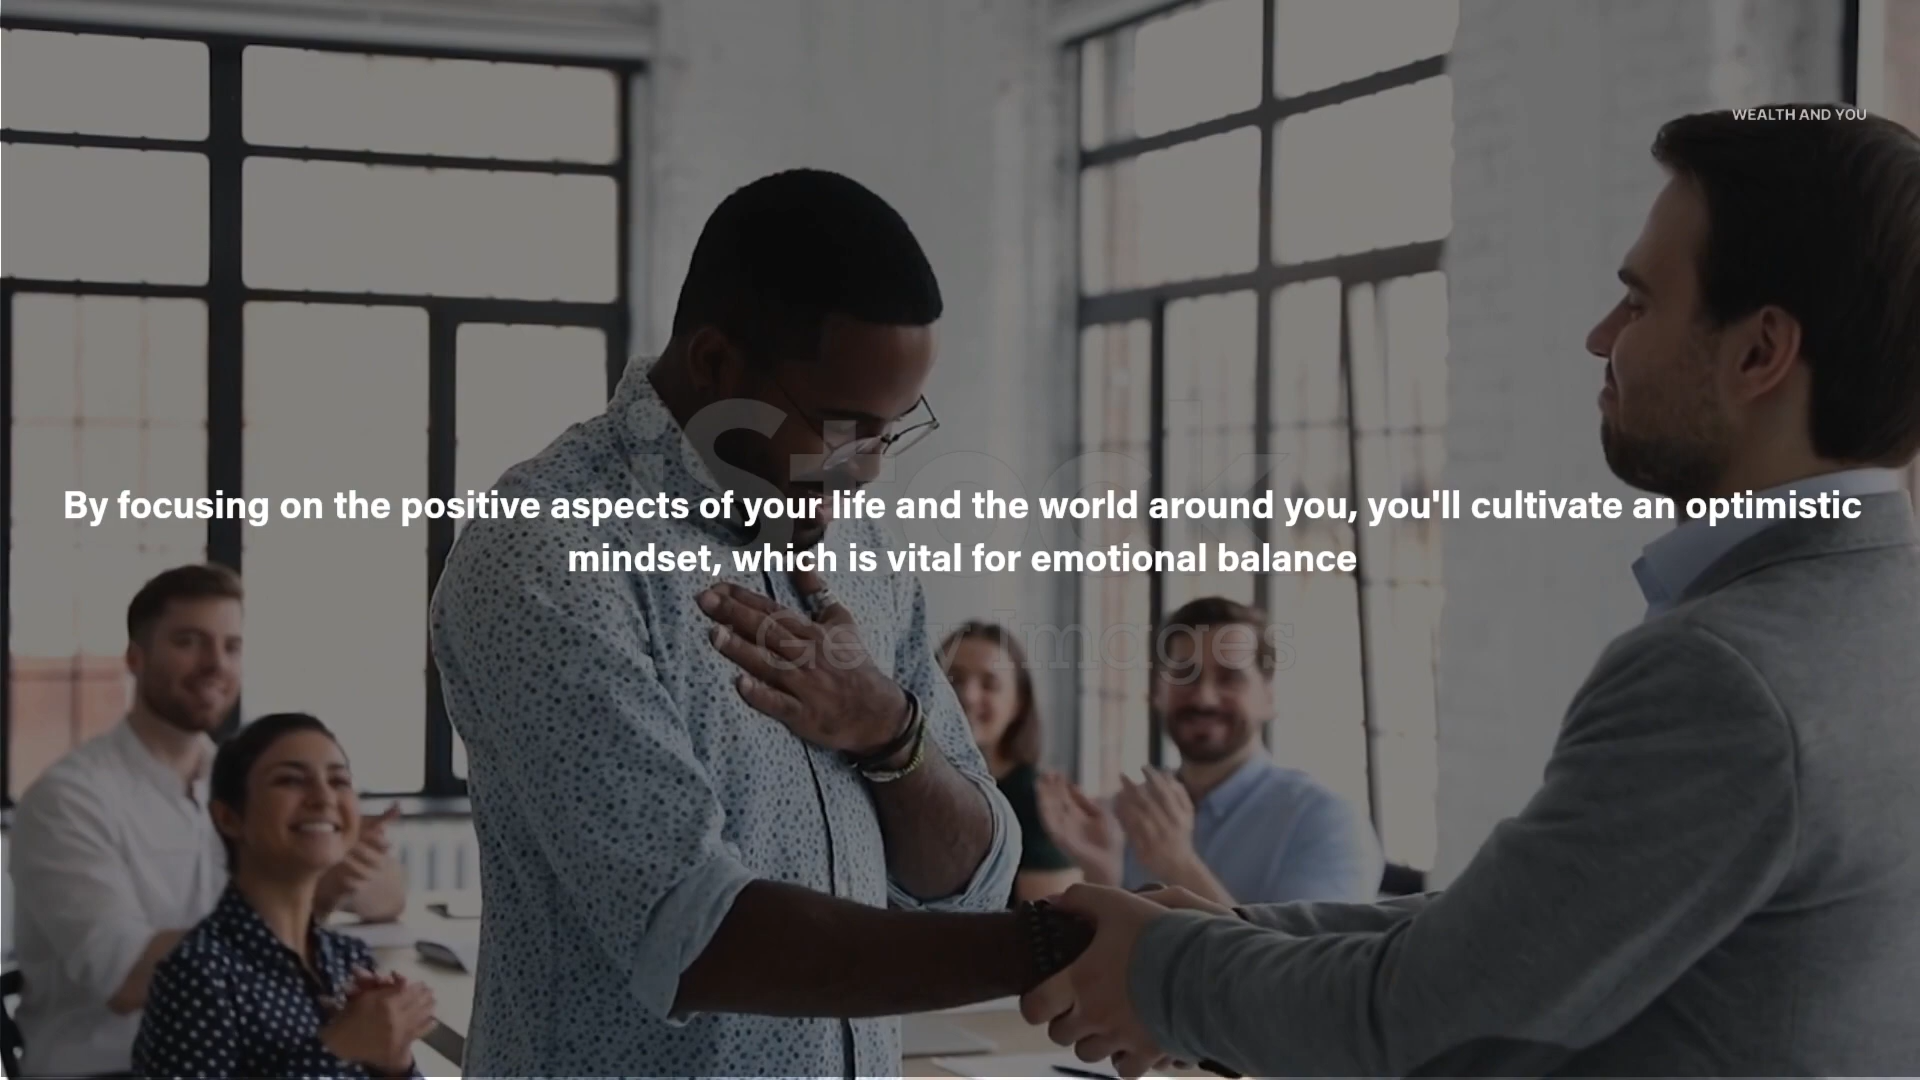 WEALTH AND YOU
iStock
By focusing on the positive aspects of your life and the world around you, you'll cultivate an optimistic
mindset, which is vital for emotional balance
by Getty Images